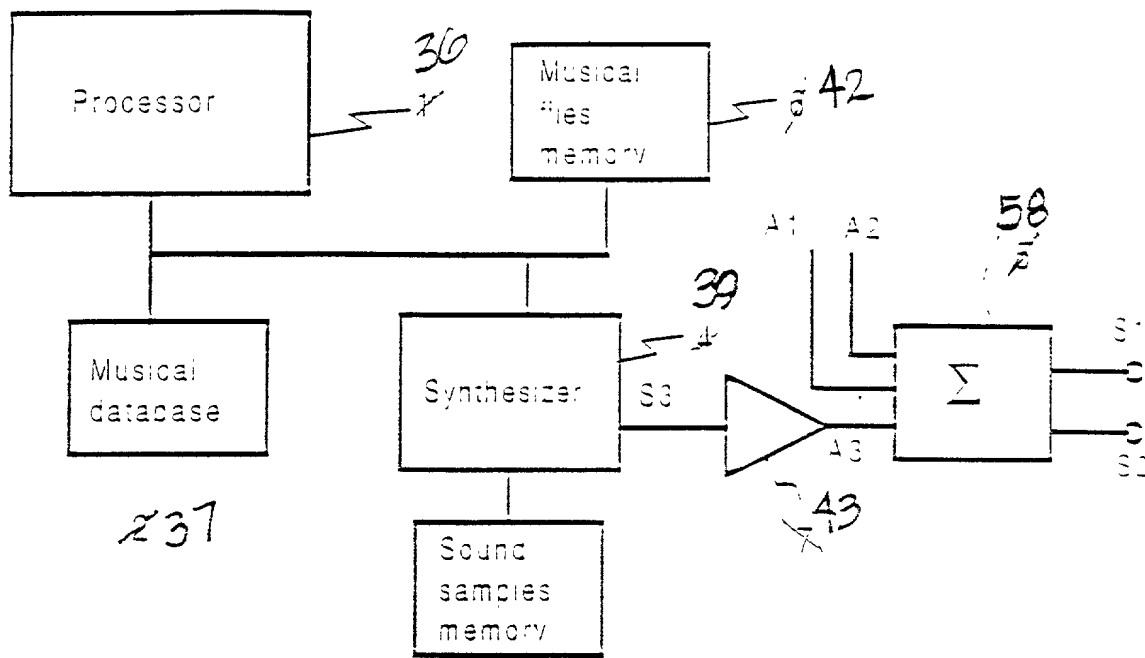 Processor
36
Musical
files
memory
42
A1
A2
58
S1
Musical
database
39
Synthesizer
S3
Σ
A3
S2
37
43
Sound
samples
memory